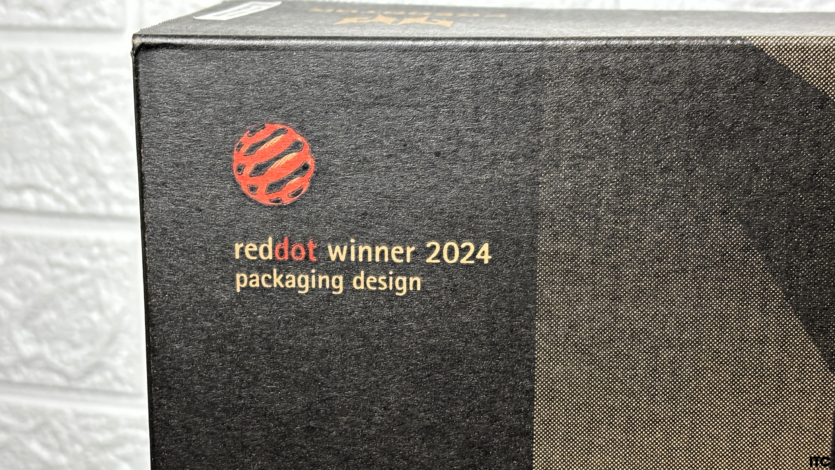 reddot winner 2024
packaging design